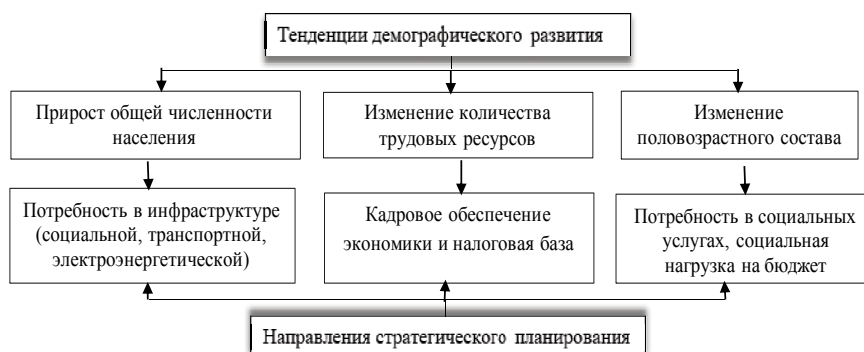 Тенденции демографического развития
Прирост общей численности
населения
Изменение количества
трудовых ресурсов
Изменение
половозрастного состава
Потребность в инфраструктуре
(социальной, транспортной,
электроэнергетической)
Кадровое обеспечение
экономики и налоговая база
Потребность в социальных
услугах, социальная
нагрузка на бюджет
Направления стратегического планирования